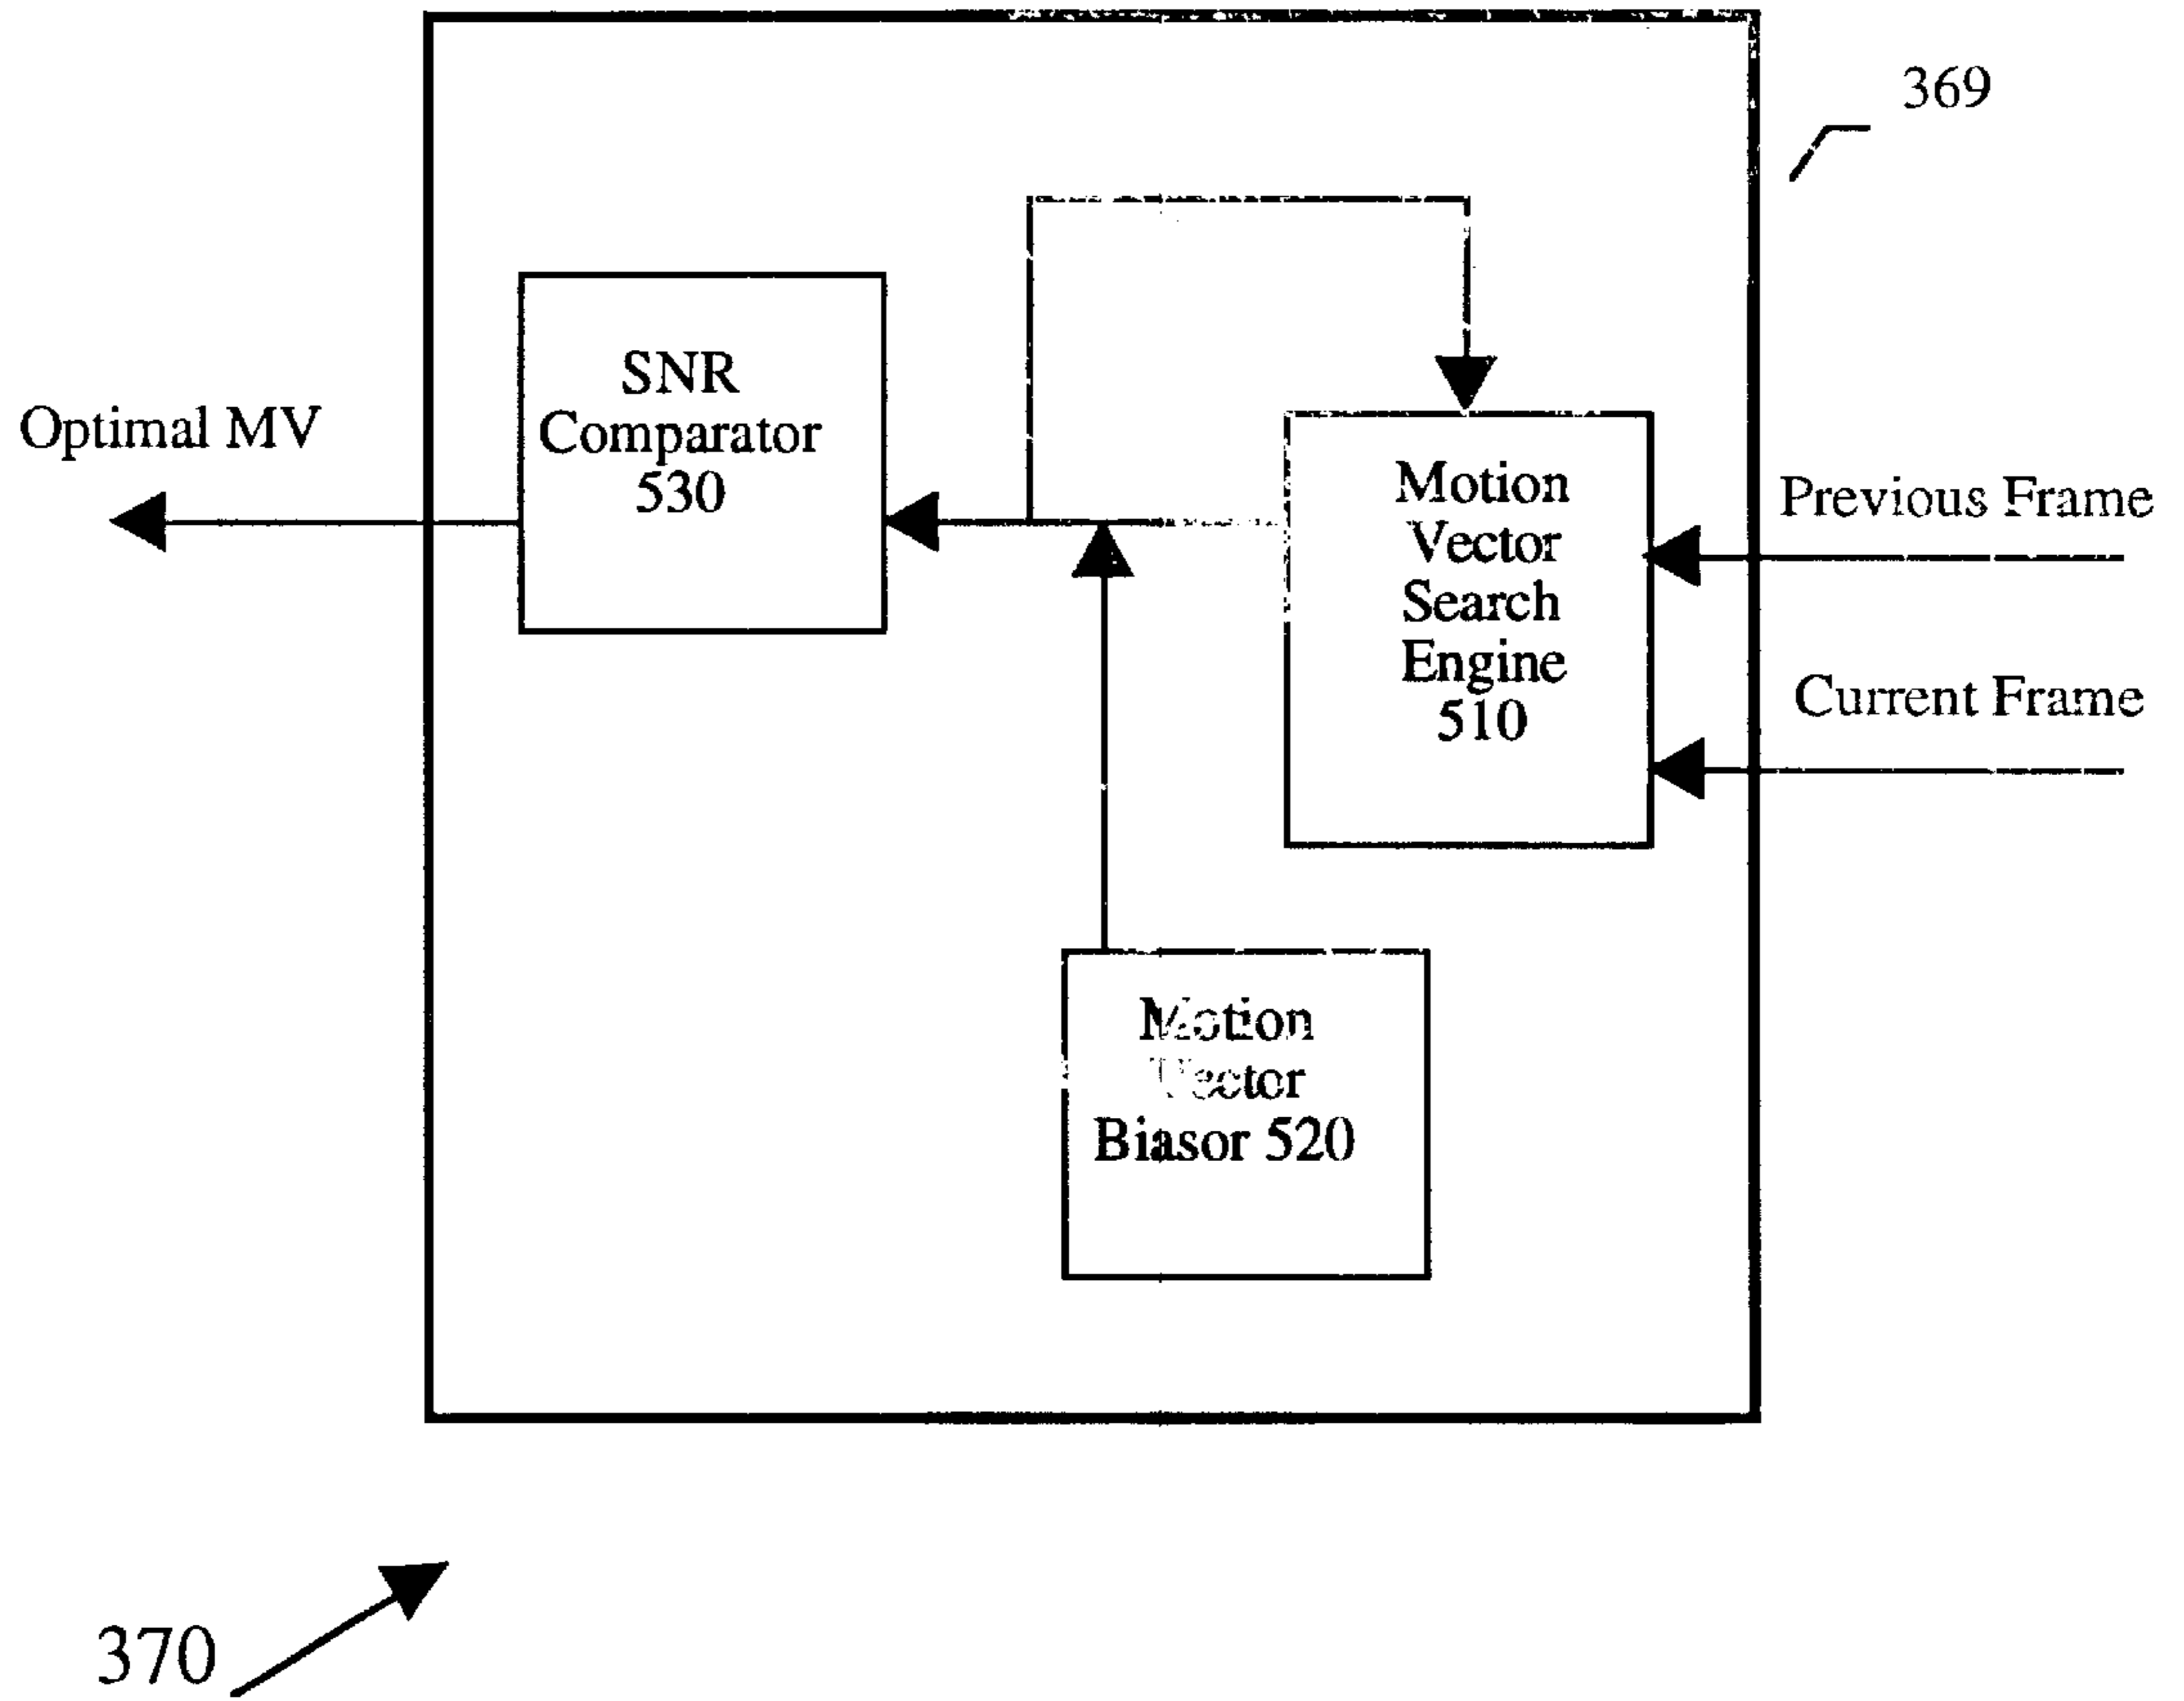 369
SNR
Comparator
530
Optimal MV
Motion
Vector
Search
Engine
510
Previous Frame
Current Frame
Motion
Vector
Biasor 520
370